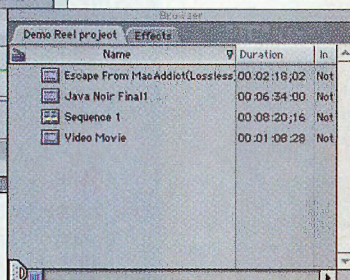 Browser
Demo Reel project Effects
Name Duration In
Escape From MacAddict(Lossless) 00:02:18;02 Not
Java Noir Final1 00:06:34:00 Not
Sequence 1 00:08:20;16 Not
Video Movie 00:01:08:28 Not